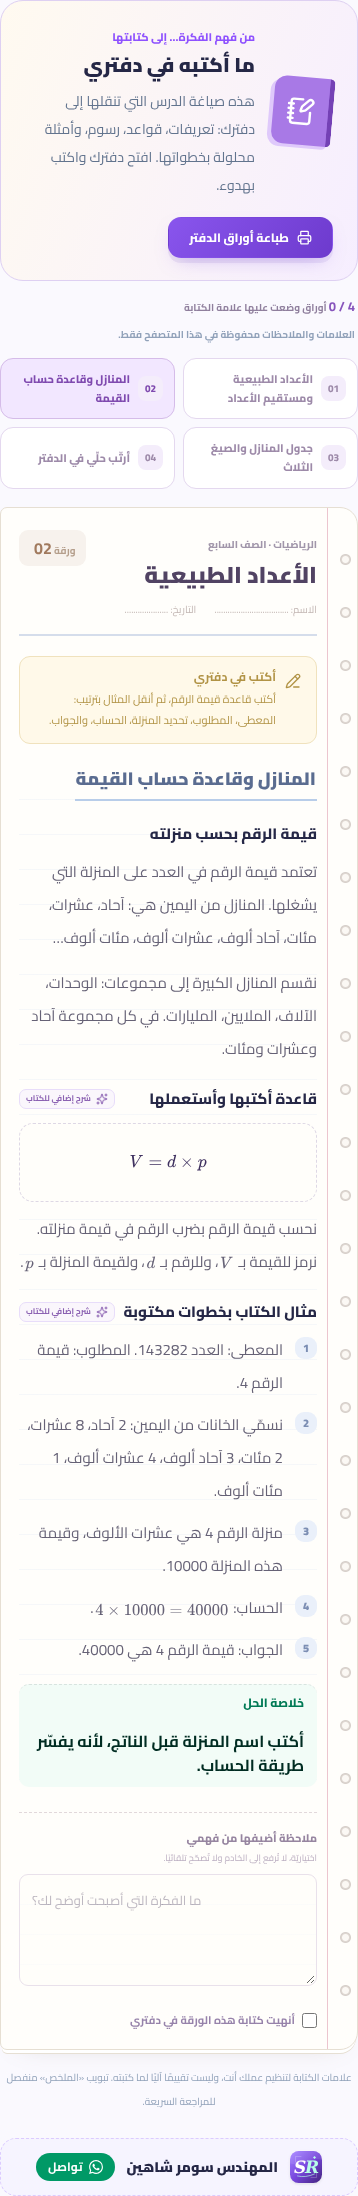 من فهم الفكرة... إلى كتابتها
ما أكتبه في دفتري
هذه صياغة الدرس التي تنقلها إلى
دفترك: تعريفات، قواعد، رسوم، وأمثلة
محلولة بخطواتها. افتح دفترك واكتب
بهدوء.
طباعة أوراق الدفتر
0 / 4 أوراق وضعت عليها علامة الكتابة
العلامات والملاحظات محفوظة في هذا المتصفح فقط.
01 الأعداد الطبيعية
ومستقيم الأعداد
02 المنازل وقاعدة حساب
القيمة
03 جدول المنازل والصيغ
الثلاث
04 أرتّب حلّي في الدفتر
الرياضيات · الصف السابع
ورقة 02
الأعداد الطبيعية
الاسم: ................................ التاريخ: ...................
أكتب في دفتري
أكتب قاعدة قيمة الرقم، ثم أنقل المثال بترتيب:
المعطى، المطلوب، تحديد المنزلة، الحساب، والجواب.
المنازل وقاعدة حساب القيمة
قيمة الرقم بحسب منزلته
تعتمد قيمة الرقم في العدد على المنزلة التي
يشغلها. المنازل من اليمين هي: آحاد، عشرات،
مئات، آحاد ألوف، عشرات ألوف، مئات ألوف...
نقسم المنازل الكبيرة إلى مجموعات: الوحدات،
الآلاف، الملايين، المليارات. في كل مجموعة آحاد
وعشرات ومئات.
قاعدة أكتبها وأستعملها
شرح إضافي للكتاب
V = d × p
نحسب قيمة الرقم بضرب الرقم في قيمة منزلته.
نرمز للقيمة بـ V، وللرقم بـ d، ولقيمة المنزلة بـ p.
مثال الكتاب بخطوات مكتوبة
شرح إضافي للكتاب
1 المعطى: العدد 143282. المطلوب: قيمة
الرقم 4.
2 نسمّي الخانات من اليمين: 2 آحاد، 8 عشرات،
2 مئات، 3 آحاد ألوف، 4 عشرات ألوف، 1
مئات ألوف.
3 منزلة الرقم 4 هي عشرات الألوف، وقيمة
هذه المنزلة 10000.
4 الحساب: 4 × 10000 = 40000.
5 الجواب: قيمة الرقم 4 هي 40000.
خلاصة الحل
أكتب اسم المنزلة قبل الناتج، لأنه يفسّر
طريقة الحساب.
ملاحظة أضيفها من فهمي
اختيارية، لا تُرفع إلى الخادم ولا تُصحّح تلقائيًا.
ما الفكرة التي أصبحت أوضح لك؟
أنهيت كتابة هذه الورقة في دفتري
علامات الكتابة لتنظيم عملك أنت، وليست تقييمًا آليًا لما كتبته. تبويب «الملخص» منفصل
للمراجعة السريعة.
SR المهندس سومر شاهين
تواصل